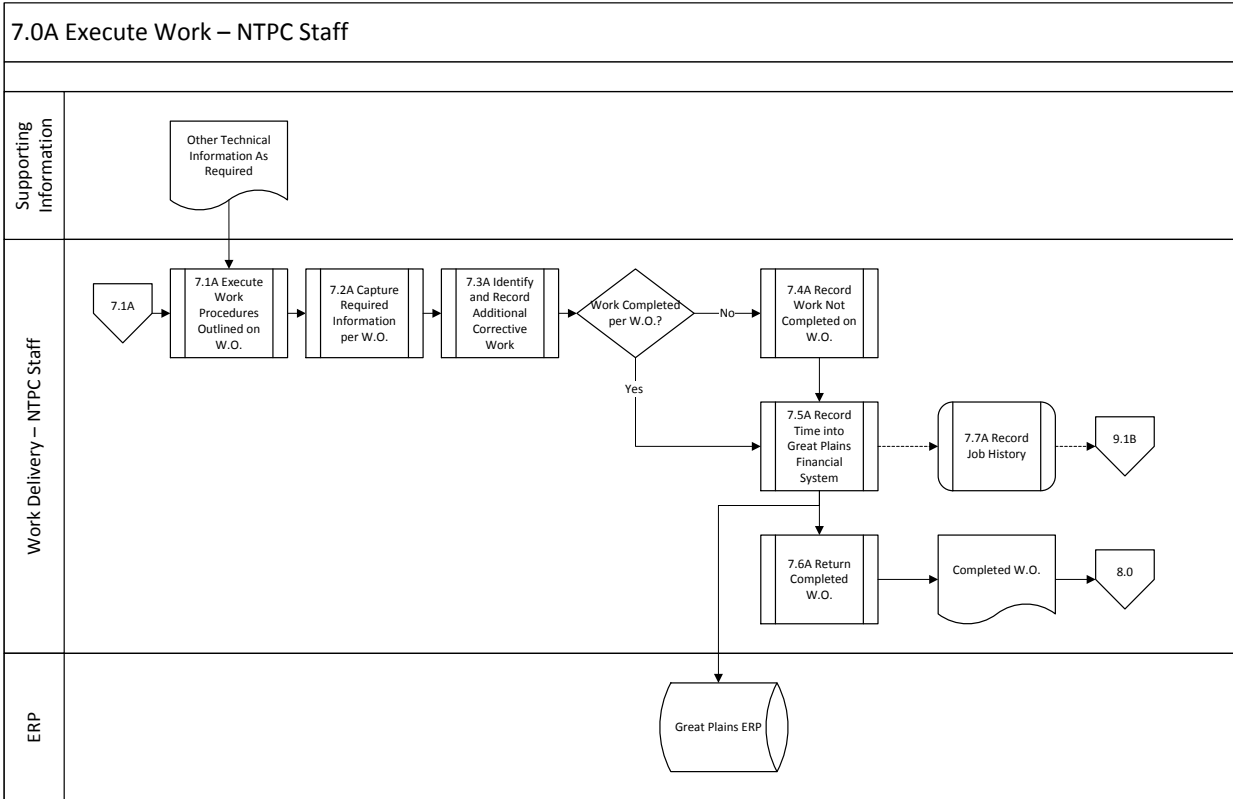 7.0A Execute Work – NTPC Staff
Supporting
Information
Other Technical
Information As
Required
Work Delivery – NTPC Staff
7.1A
7.1A Execute
Work
Procedures
Outlined on
W.O.
7.2A Capture
Required
Information
per W.O.
7.3A Identify
and Record
Additional
Corrective
Work
Work Completed
per W.O.?
No
Yes
7.4A Record
Work Not
Completed on
W.O.
7.5A Record
Time into
Great Plains
Financial
System
7.7A Record
Job History
9.1B
7.6A Return
Completed
W.O.
Completed W.O.
8.0
ERP
Great Plains ERP